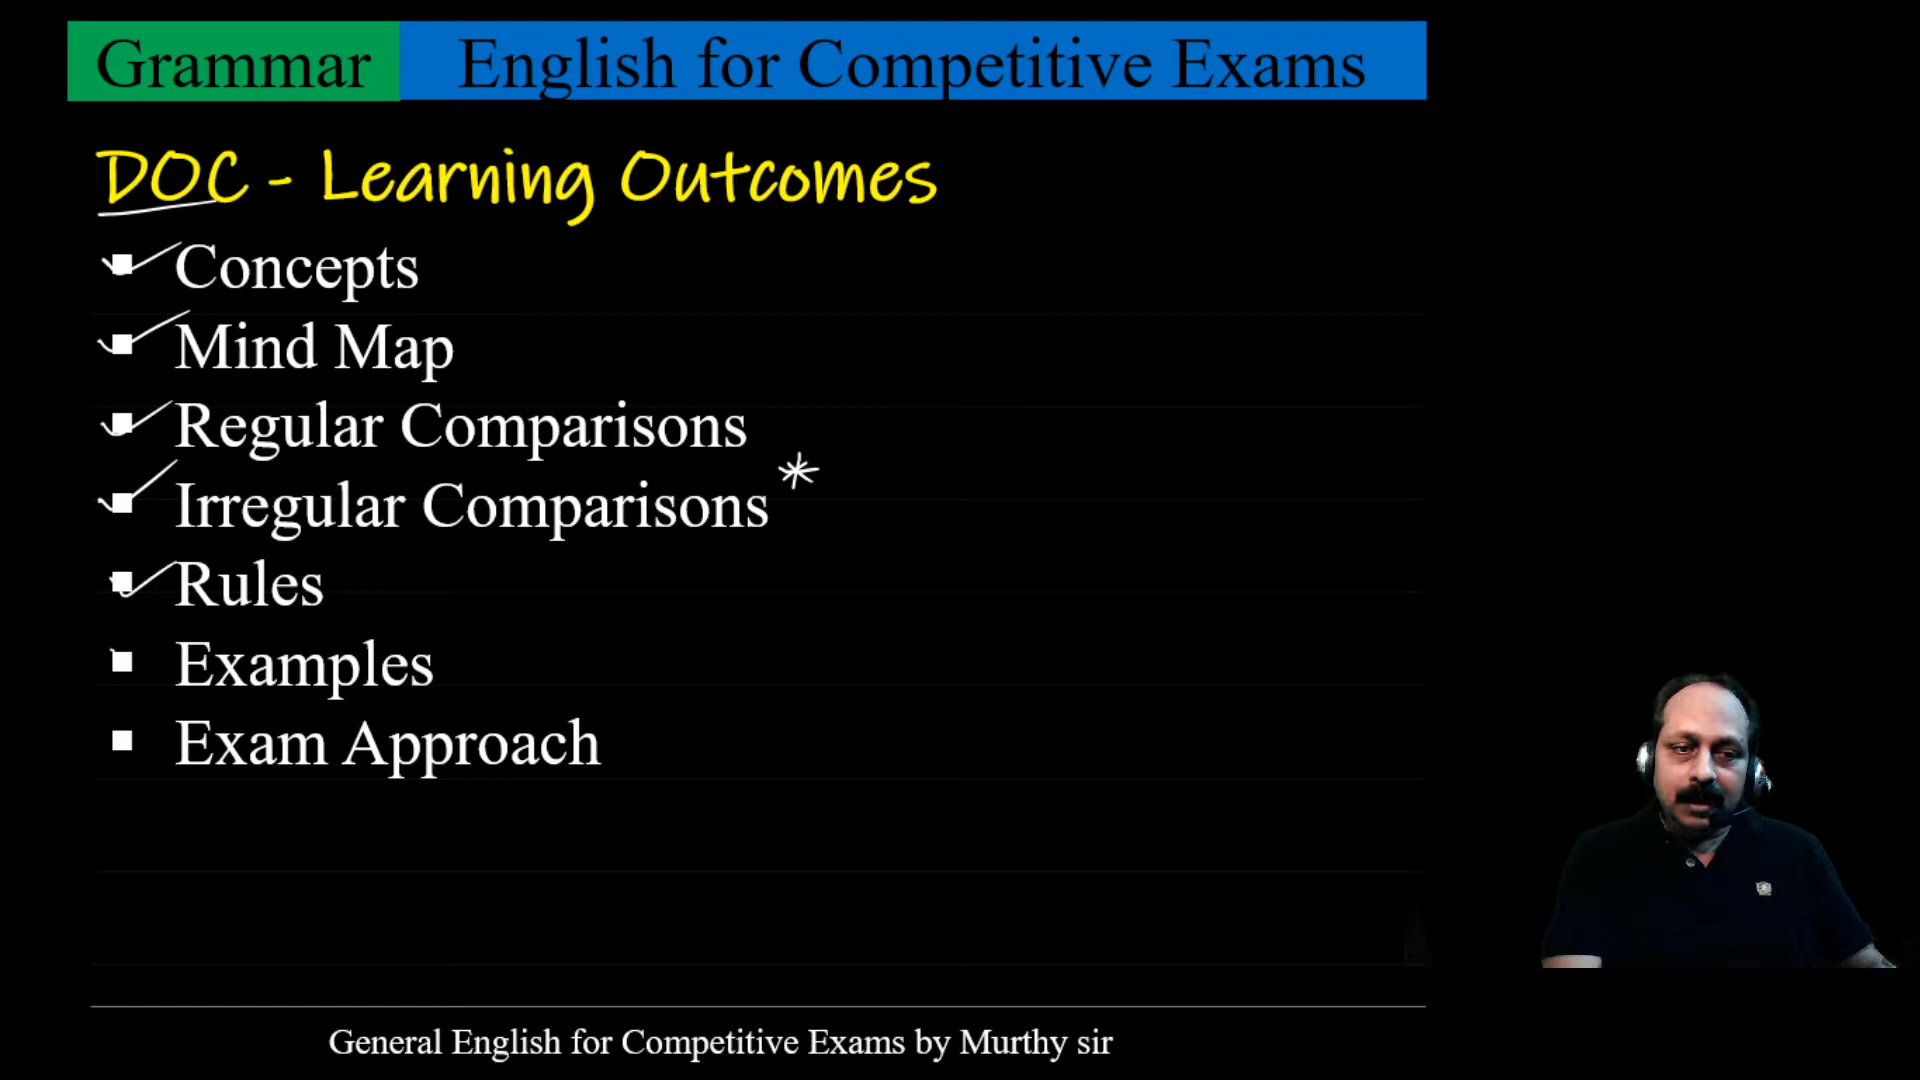 Grammar English for Competitive Exams
DOC - Learning Outcomes
Concepts
Mind Map
Regular Comparisons
Irregular Comparisons *
Rules
Examples
Exam Approach
General English for Competitive Exams by Murthy sir